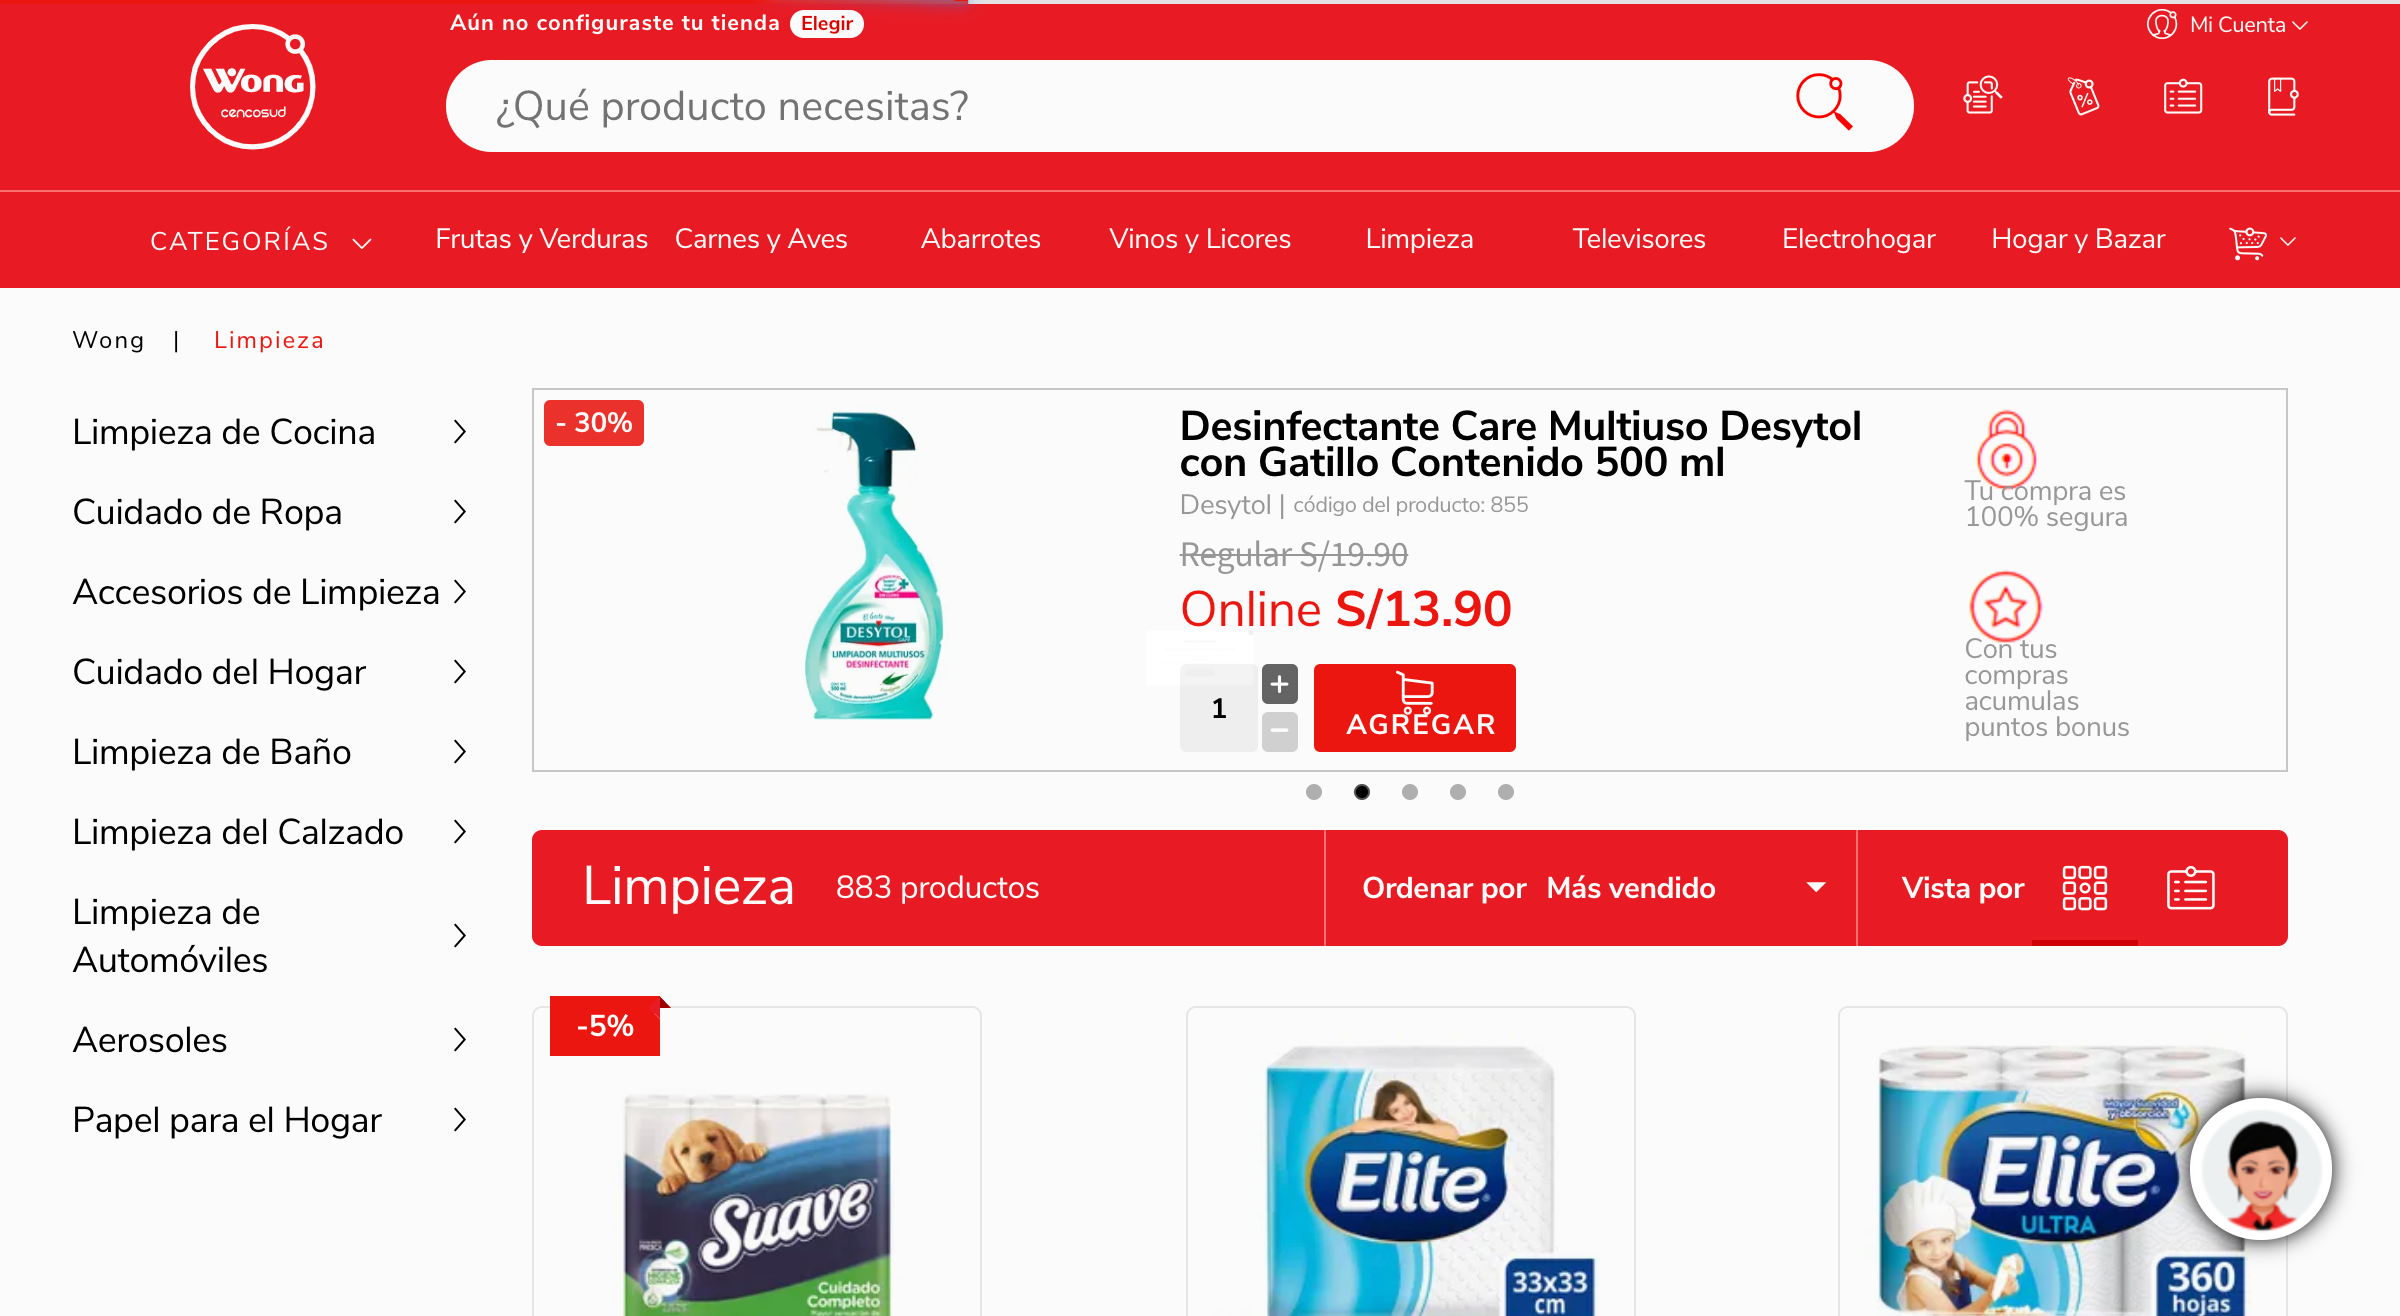 Aún no configuraste tu tienda Elegir
Mi Cuenta
Wong
cencosud
¿Qué producto necesitas?
CATEGORÍAS
Frutas y Verduras
Carnes y Aves
Abarrotes
Vinos y Licores
Limpieza
Televisores
Electrohogar
Hogar y Bazar
Wong | Limpieza
Limpieza de Cocina
Cuidado de Ropa
Accesorios de Limpieza
Cuidado del Hogar
Limpieza de Baño
Limpieza del Calzado
Limpieza de
Automóviles
Aerosoles
Papel para el Hogar
- 30%
DESYTOL
LIMPIADOR MULTIUSOS
DESINFECTANTE
Desinfectante Care Multiuso Desytol
con Gatillo Contenido 500 ml
Desytol | código del producto: 855
Regular S/19.90
Online S/13.90
1
+
−
AGREGAR
Tu compra es
100% segura
Con tus
compras
acumulas
puntos bonus
Limpieza 883 productos
Ordenar por Más vendido
Vista por
-5%
Suave
Cuidado
Completo
Elite
33x33
cm
Elite
ULTRA
360
hojas